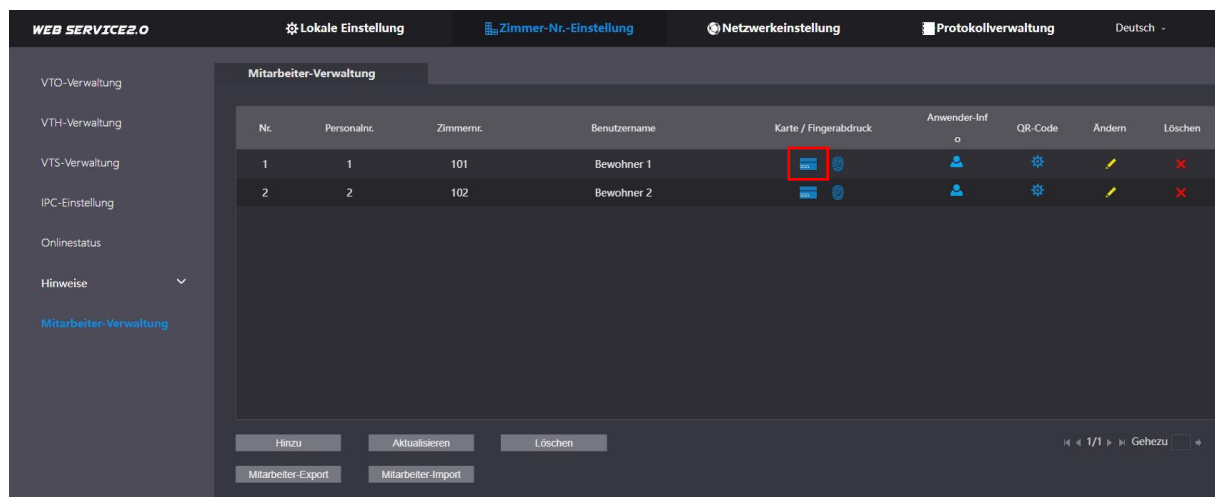 WEB SERVICE2.0 Lokale Einstellung Zimmer-Nr.-Einstellung Netzwerkeinstellung Protokollverwaltung Deutsch -
VTO-Verwaltung
VTH-Verwaltung
VTS-Verwaltung
IPC-Einstellung
Onlinestatus
Hinweise
Mitarbeiter-Verwaltung
Mitarbeiter-Verwaltung
Nr. Personalnr. Zimmernr. Benutzername Karte / Fingerabdruck Anwender-Inf
o QR-Code Ändern Löschen
1 1 101 Bewohner 1
2 2 102 Bewohner 2
Hinzu Aktualisieren Löschen 1/1 Gehezu
Mitarbeiter-Export Mitarbeiter-Import